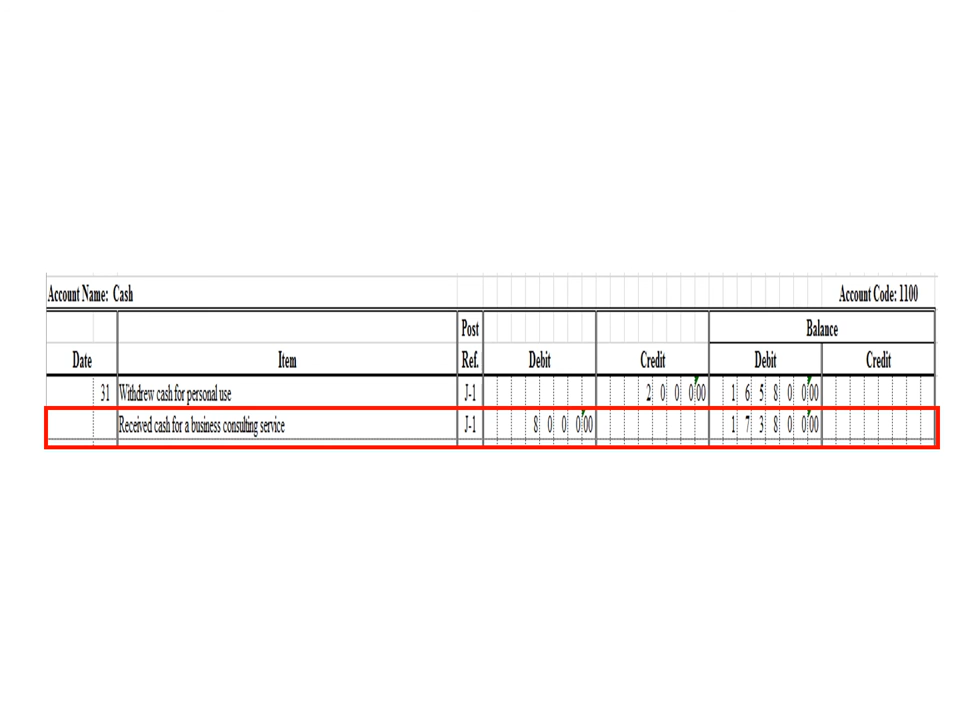 Account Name: Cash Account Code: 1100
Post Balance
Date Item Ref. Debit Credit Debit Credit
31 Withdrew cash for personal use J-1 2 0 0 0 00 1 6 5 8 0 0 00
Received cash for a business consulting service J-1 8 0 0 0 00 1 7 3 8 0 0 00